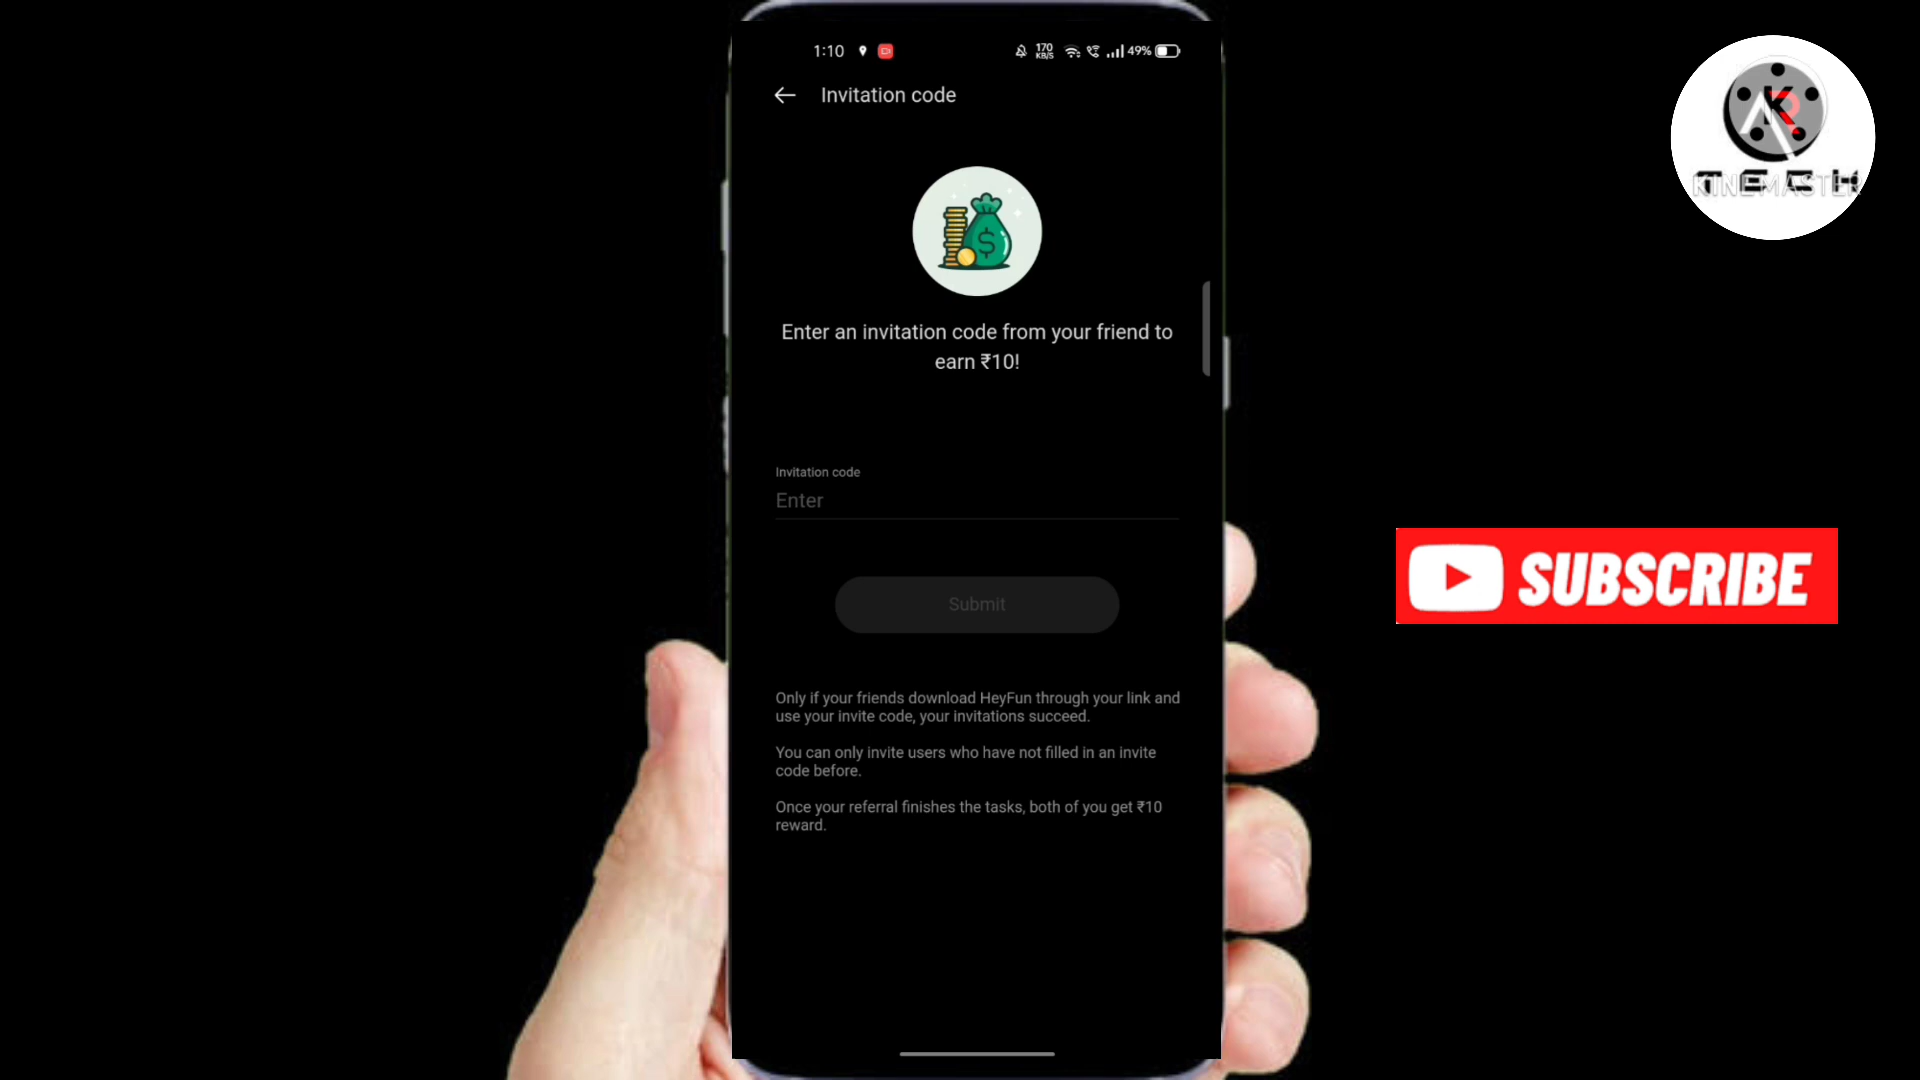 1:10
170
KB/S
49%
Invitation code
Enter an invitation code from your friend to
earn ₹10!
Invitation code
Enter
Submit
Only if your friends download HeyFun through your link and
use your invite code, your invitations succeed.
You can only invite users who have not filled in an invite
code before.
Once your referral finishes the tasks, both of you get ₹10
reward.
KR
TECH
KINEMASTER
SUBSCRIBE